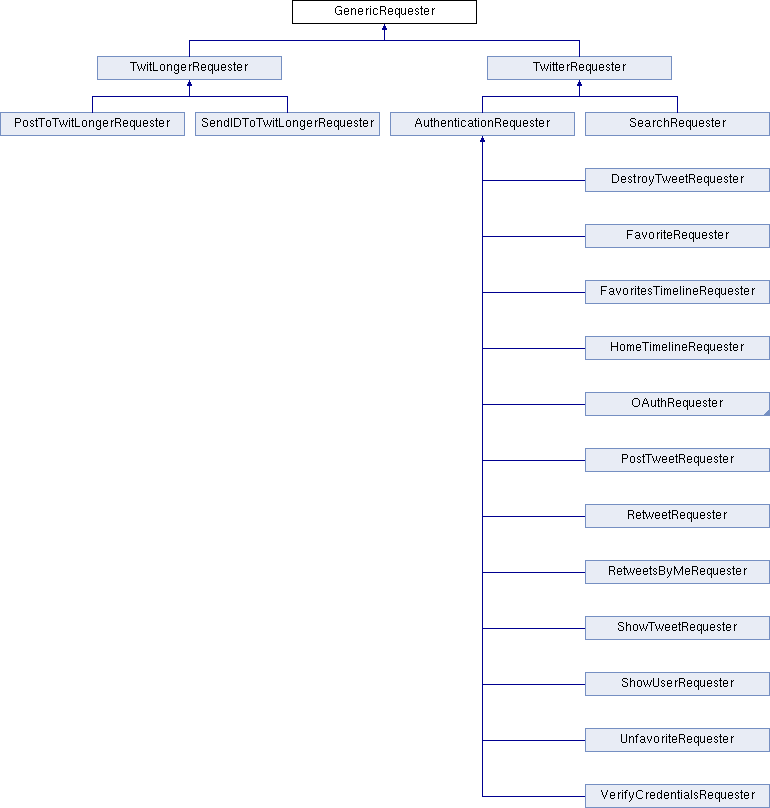 GenericRequester
TwitLongerRequester
TwitterRequester
PostToTwitLongerRequester
SendIDToTwitLongerRequester
AuthenticationRequester
SearchRequester
DestroyTweetRequester
FavoriteRequester
FavoritesTimelineRequester
HomeTimelineRequester
OAuthRequester
PostTweetRequester
RetweetRequester
RetweetsByMeRequester
ShowTweetRequester
ShowUserRequester
UnfavoriteRequester
VerifyCredentialsRequester